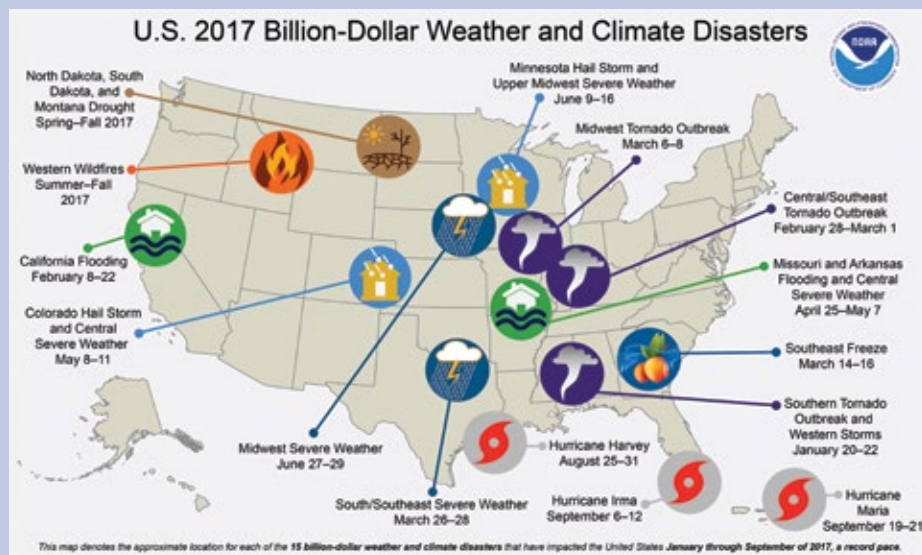 U.S. 2017 Billion-Dollar Weather and Climate Disasters
NOAA
North Dakota, South
Dakota, and
Montana Drought
Spring–Fall 2017
Minnesota Hail Storm and
Upper Midwest Severe Weather
June 9–16
Midwest Tornado Outbreak
March 6–8
Western Wildfires
Summer–Fall
2017
Central/Southeast
Tornado Outbreak
February 28–March 1
California Flooding
February 8–22
Missouri and Arkansas
Flooding and Central
Severe Weather
April 25–May 7
Colorado Hail Storm
and Central
Severe Weather
May 8–11
Southeast Freeze
March 14–16
Southern Tornado
Outbreak and
Western Storms
January 20–22
Midwest Severe Weather
June 27–29
Hurricane Harvey
August 25–31
South/Southeast Severe Weather
March 26–28
Hurricane Irma
September 6–12
Hurricane
Maria
September 19–21
This map denotes the approximate location for each of the 15 billion-dollar weather and climate disasters that have impacted the United States January through September of 2017, a record pace.